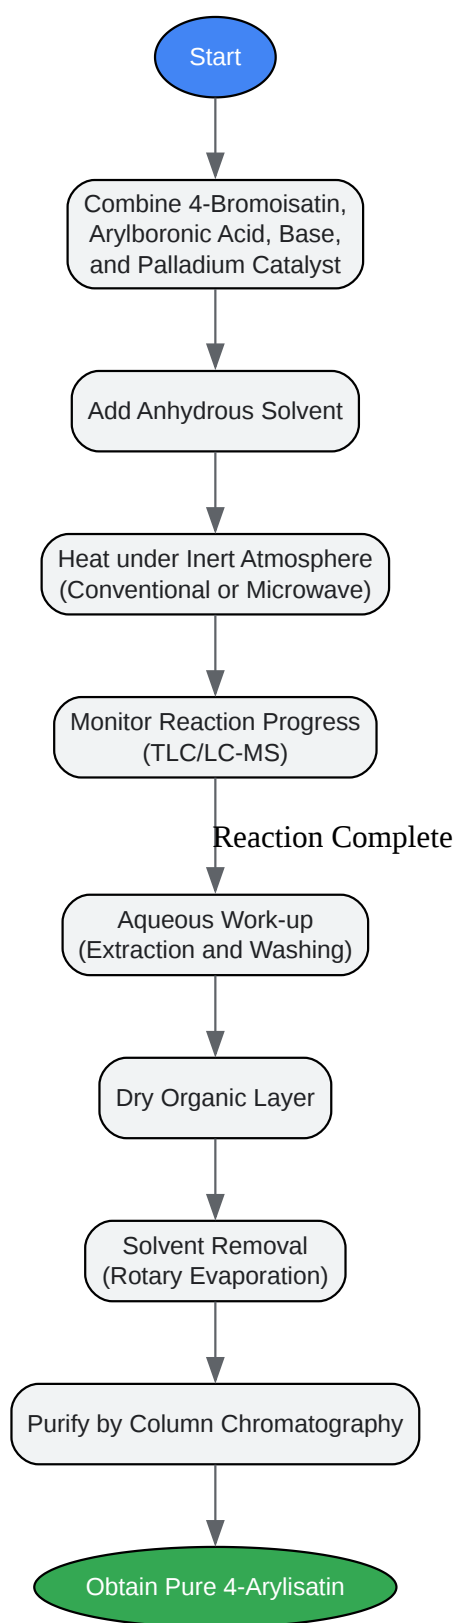 Start
Combine 4-Bromoisatin,
Arylboronic Acid, Base,
and Palladium Catalyst
Add Anhydrous Solvent
Heat under Inert Atmosphere
(Conventional or Microwave)
Monitor Reaction Progress
(TLC/LC-MS)
Reaction Complete
Aqueous Work-up
(Extraction and Washing)
Dry Organic Layer
Solvent Removal
(Rotary Evaporation)
Purify by Column Chromatography
Obtain Pure 4-Arylisatin